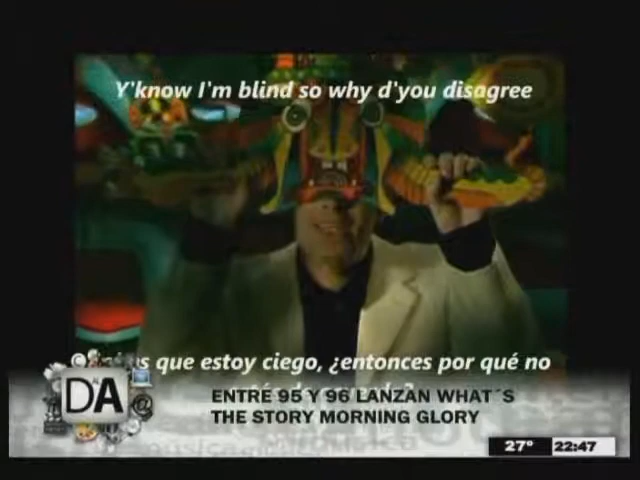 Y'know I'm blind so why d'you disagree
que estoy ciego, ¿entonces por qué no
DA
@
ENTRE 95 Y 96 LANZAN WHAT´S
THE STORY MORNING GLORY
27° 22:47